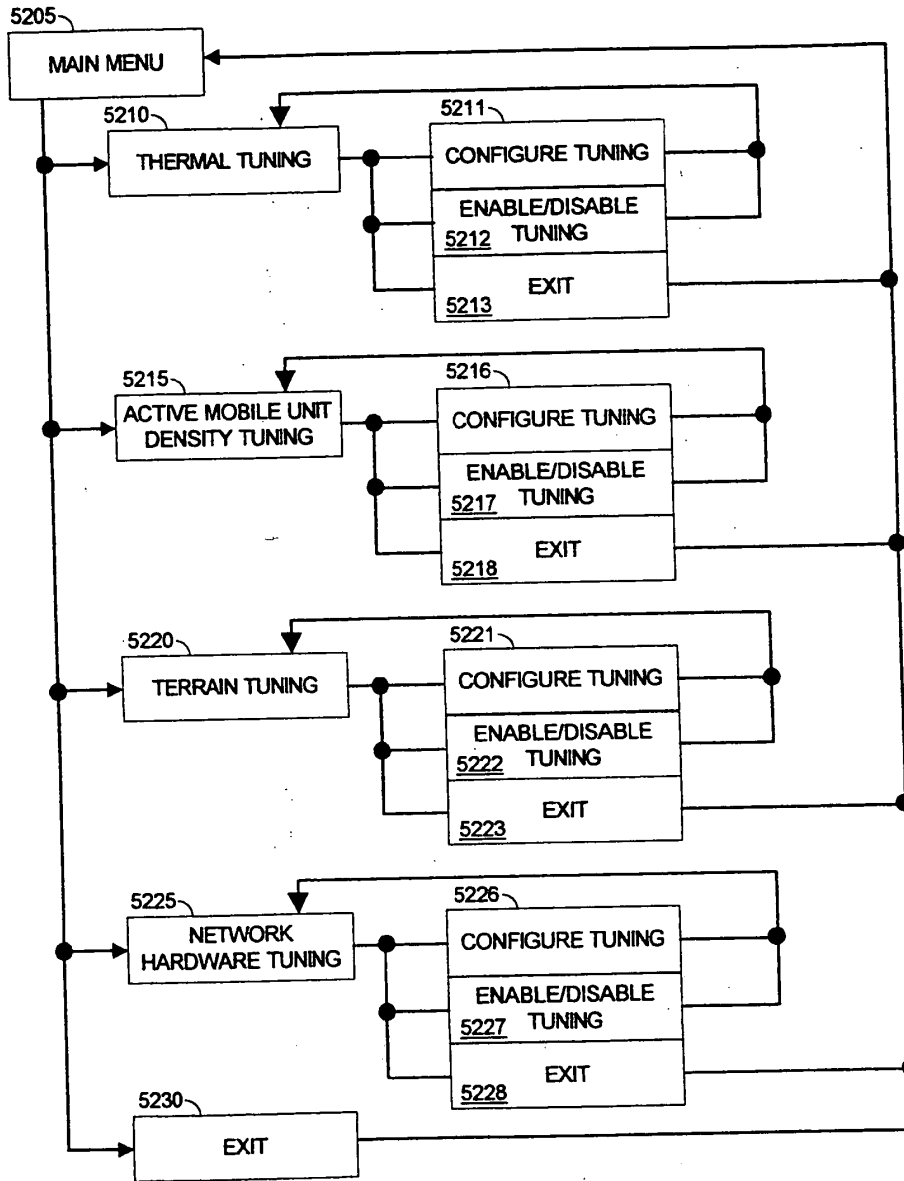 5205
MAIN MENU
5210
THERMAL TUNING
5211
CONFIGURE TUNING
ENABLE/DISABLE
5212 TUNING
EXIT
5213
5215
ACTIVE MOBILE UNIT
DENSITY TUNING
5216
CONFIGURE TUNING
ENABLE/DISABLE
5217 TUNING
EXIT
5218
5220
TERRAIN TUNING
5221
CONFIGURE TUNING
ENABLE/DISABLE
5222 TUNING
EXIT
5223
5225
NETWORK
HARDWARE TUNING
5226
CONFIGURE TUNING
ENABLE/DISABLE
5227 TUNING
EXIT
5228
5230
EXIT